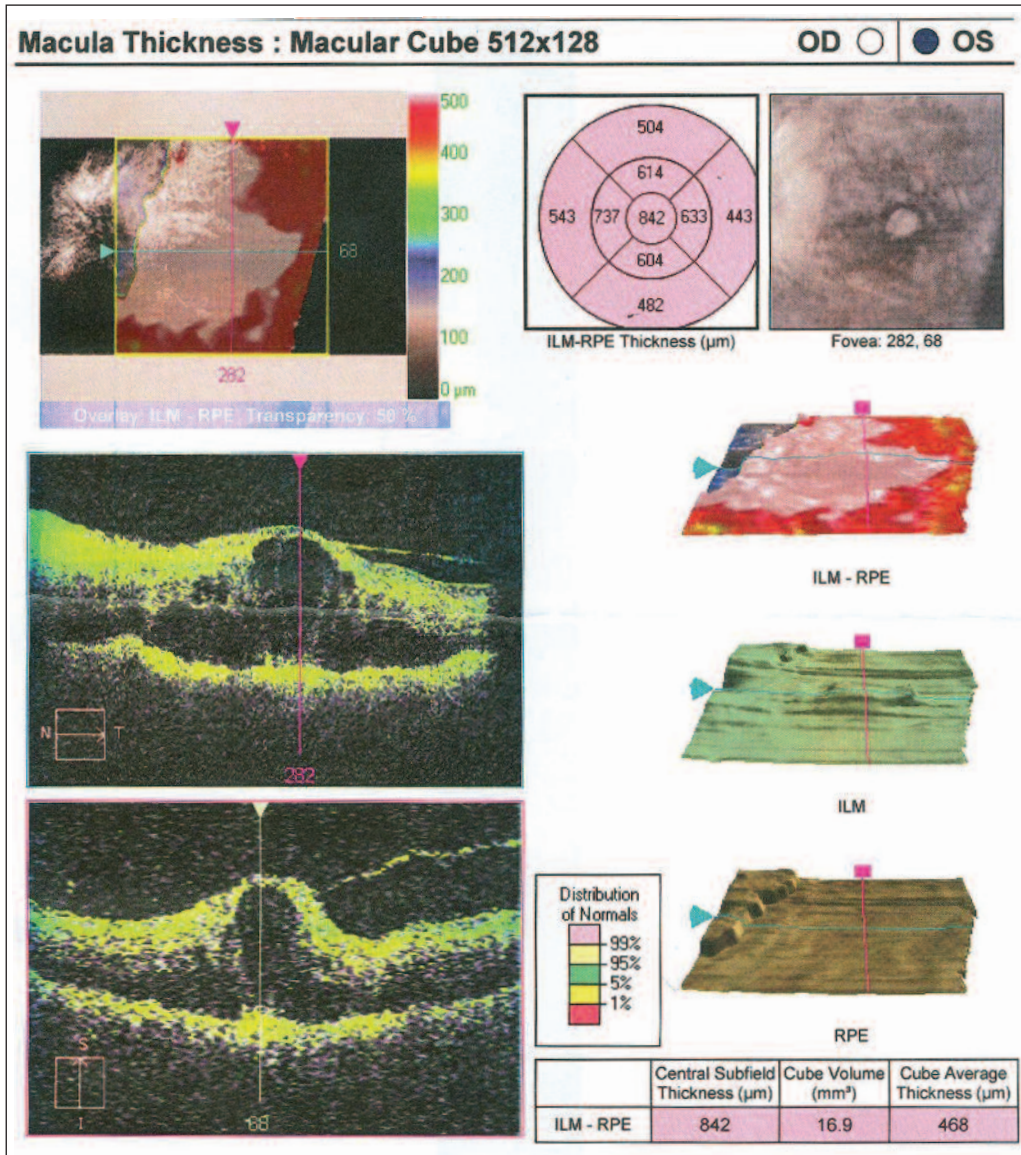 Macula Thickness : Macular Cube 512x128 OD OS
500
400
300
200
100
0 µm
68
282
Overlay: ILM - RPE Transparency: 50 %
504
614
543 737 842 633 443
604
482
ILM-RPE Thickness (µm)
Fovea: 282, 68
ILM - RPE
N T
282
ILM
S
I
68
Distribution
of Normals
99%
95%
5%
1%
RPE
Central Subfield Thickness (µm) Cube Volume (mm³) Cube Average Thickness (µm)
ILM - RPE 842 16.9 468